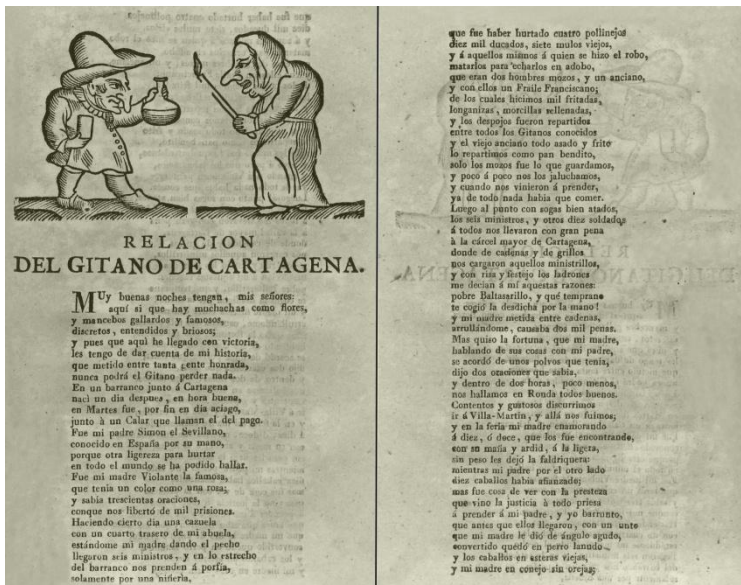 RELACION
DEL GITANO DE CARTAGENA.
MUy buenas noches tengan, mis señores:
aquí si que hay muchachas como flores,
y mancebos gallardos y famosos,
discretos, entendidos y briosos;
y pues que aquì he llegado con victoria,
les tengo de dar cuenta de mi historia,
que metido entre tanta gente honrada,
nunca podrá el Gitano perder nada.
En un barranco junto á Cartagena
nací un dia despues, en hora buena,
en Martes fue, por fin en dia aciago,
junto à un Calar que llaman el del pago.
Fue mi padre Simon el Sevillano,
conocido en España por su mano,
porque otra ligereza para hurtar
en todo el mundo se ha podido hallar.
Fue mi madre Violante la famosa,
que tenia un color como una rosa;
y sabía trescientas oraciones,
conque nos libertó de mil prisiones.
Haciendo cierto dia una cazuela
con un cuarto trasero de mi abuela,
estándome mi madre dando el pecho
llegaron seis ministros, y en lo rstrecho
del barranco nos prenden á porfia,
solamente por una niñería,
que fue haber hurtado cuatro pollinejos
diez mil ducados, siete mulos viejos,
y á aquellos mismos á quien se hizo el robo,
matarlos para echarlos en adobo,
que eran dos hombres mozos, y un anciano,
y con ellos un Fraile Franciscano;
de los cuales hicimos mil fritadas,
longanizas, morcillas rellenadas,
y los despojos fueron repartidos
entre todos los Gitanos conocidos
y el viejo anciano todo asado y frito
lo repartimos como pan bendito,
solo los mozos fue lo que guardamos,
y poco á poco nos los jaluchamos,
y cuando nos vinieron á prender,
ya de todo nada habia que comer.
Luego al punto con sogas bien atados,
los seis ministros, y otros diez soldados
á todos nos llevaron con gran pena
à la cárcel mayor de Cartagena,
donde de cadenas y de grillos
nos cargaron aquellos ministrillos,
y con risa y festejo los ladrones
me decian á mí aquestas razones:
pobre Baltasarillo, y qué temprano
te cogió la desdicha por la mano!
y mi madre metida entre cadenas,
arrullándome, causaba dos mil penas.
Mas quiso la fortuna, que mi madre,
hablando de sus cosas con mi padre,
se acordó de unos polvos que tenia,
dijo dos oraciones que sabia,
y dentro de dos horas, poco menos,
nos hallamos en Ronda todos buenos.
Contentos y gustosos discurrimos
ir á Villa-Martin, y allá nos fuimos;
y en la feria mi madre enamorando
á diez, ó doce, que los fue encontrando,
con su maña y ardid, á la ligera,
sin peso les dejó la faldriquera:
mientras mi padre por el otro lado
diez caballos habia afianzado;
mas fue cosa de ver con la presteza
que vino la justicia à todo priesa
á prender á mi padre, y yo barrunto,
que antes que ellos llegaron, con un unto
que mi madre le dió de ángulo agudo,
convertido quedó en perro lanudo
y los caballos en esteras viejas,
y mi madre en conejo sin orejas;